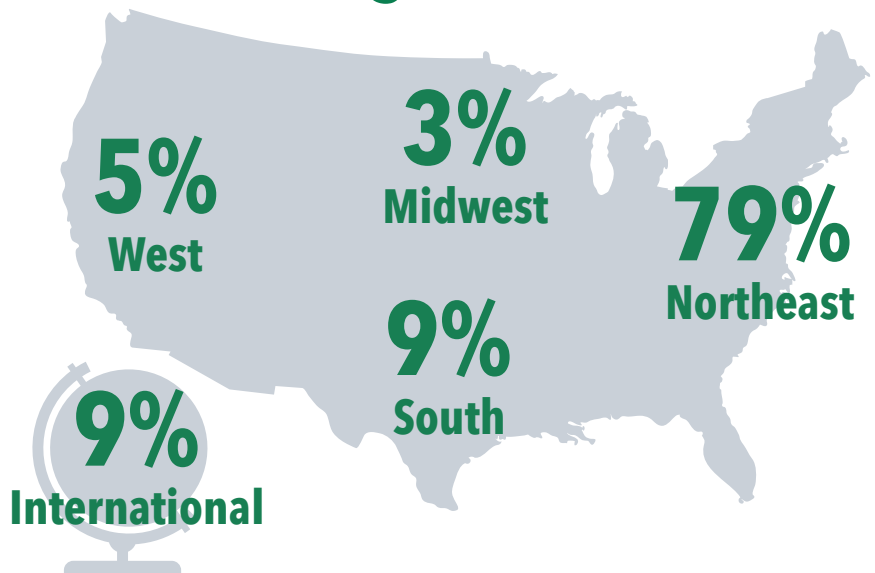 3%
Midwest
5%
West
79%
Northeast
9%
South
9%
International